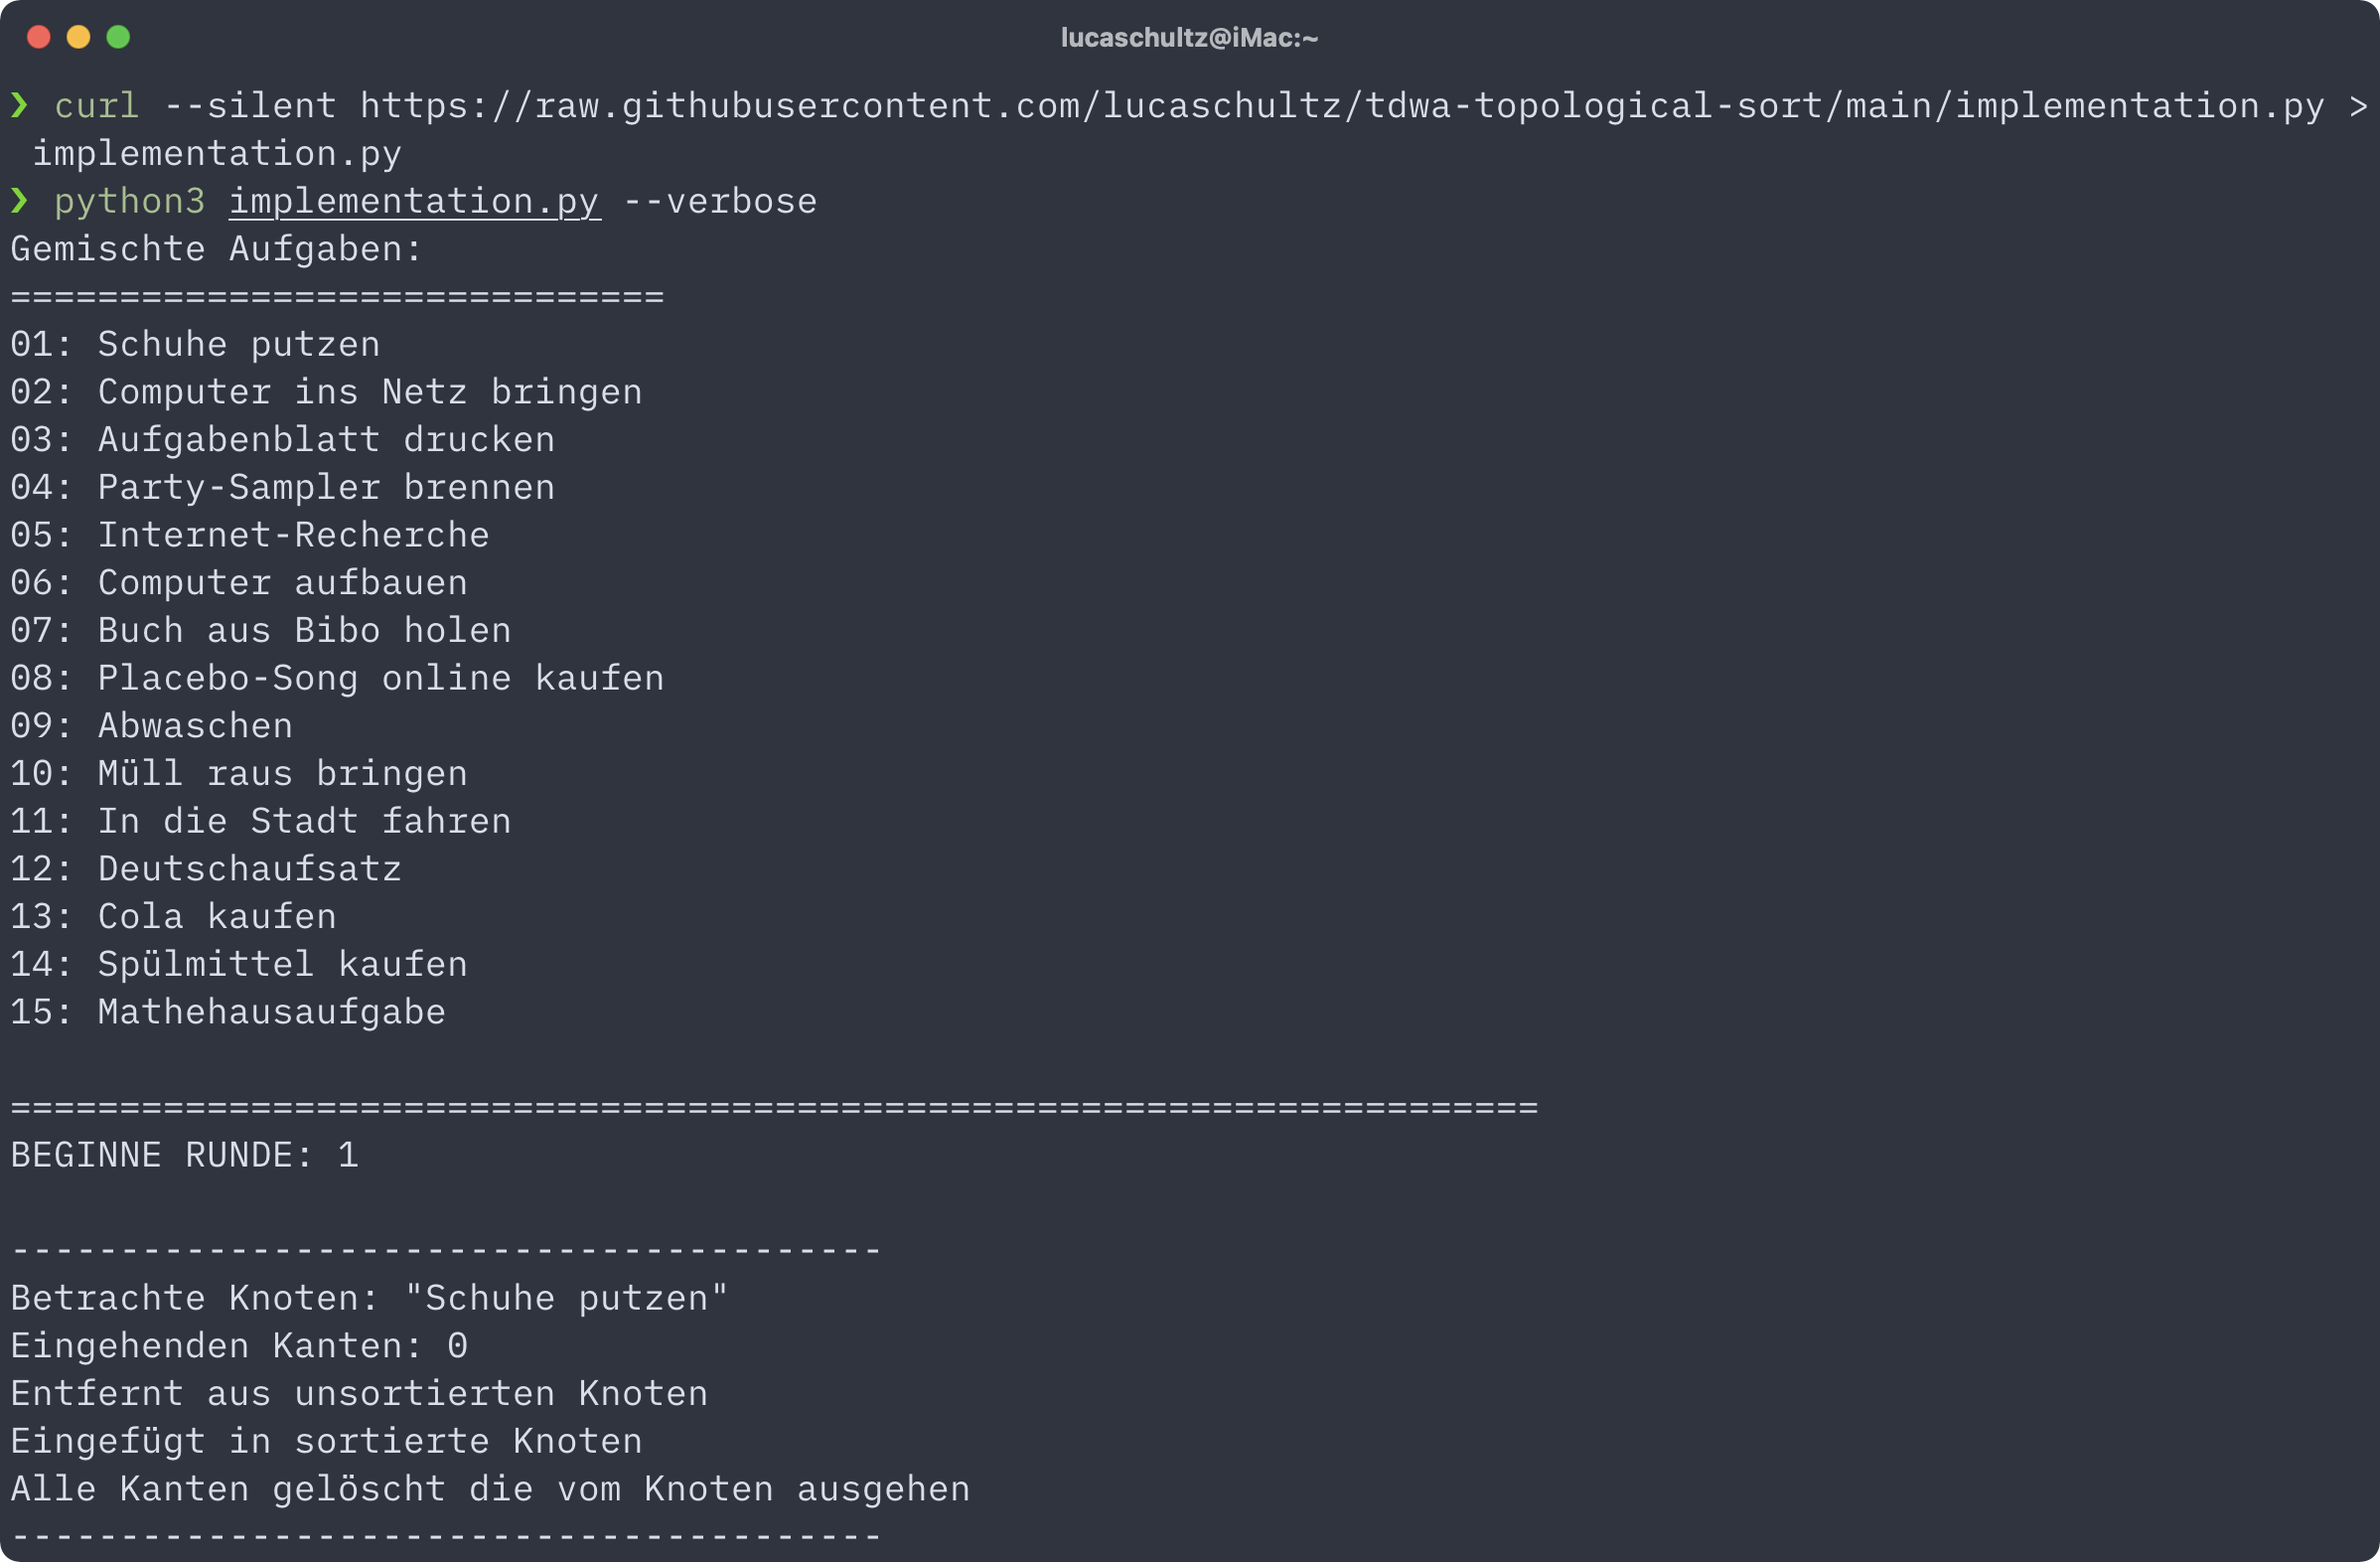 lucaschultz@iMac:~
❯ curl --silent https://raw.githubusercontent.com/lucaschultz/tdwa-topological-sort/main/implementation.py >
implementation.py
❯ python3 implementation.py --verbose
Gemischte Aufgaben:
==============================
01: Schuhe putzen
02: Computer ins Netz bringen
03: Aufgabenblatt drucken
04: Party-Sampler brennen
05: Internet-Recherche
06: Computer aufbauen
07: Buch aus Bibo holen
08: Placebo-Song online kaufen
09: Abwaschen
10: Müll raus bringen
11: In die Stadt fahren
12: Deutschaufsatz
13: Cola kaufen
14: Spülmittel kaufen
15: Mathehausaufgabe
======================================================================
BEGINNE RUNDE: 1
----------------------------------------
Betrachte Knoten: "Schuhe putzen"
Eingehenden Kanten: 0
Entfernt aus unsortierten Knoten
Eingefügt in sortierte Knoten
Alle Kanten gelöscht die vom Knoten ausgehen
----------------------------------------